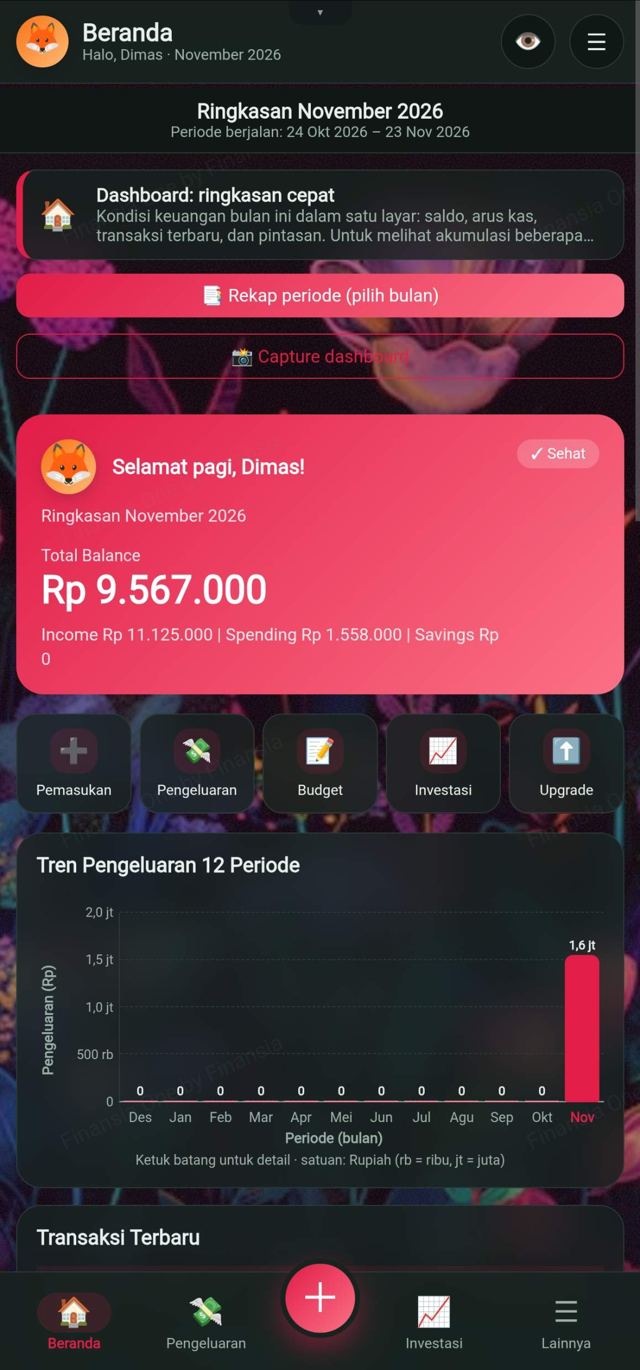 Beranda
Halo, Dimas · November 2026
Ringkasan November 2026
Periode berjalan: 24 Okt 2026 – 23 Nov 2026
Dashboard: ringkasan cepat
Kondisi keuangan bulan ini dalam satu layar: saldo, arus kas,
transaksi terbaru, dan pintasan. Untuk melihat akumulasi beberapa...
Rekap periode (pilih bulan)
Capture dashboard
Selamat pagi, Dimas!
✓ Sehat
Ringkasan November 2026
Total Balance
Rp 9.567.000
Income Rp 11.125.000 | Spending Rp 1.558.000 | Savings Rp
0
Pemasukan Pengeluaran Budget Investasi Upgrade
Tren Pengeluaran 12 Periode
Pengeluaran (Rp)
2,0 jt
1,5 jt
1,0 jt
500 rb
0
1,6 jt
0 0 0 0 0 0 0 0 0 0 0
Des Jan Feb Mar Apr Mei Jun Jul Agu Sep Okt Nov
Periode (bulan)
Ketuk batang untuk detail · satuan: Rupiah (rb = ribu, jt = juta)
Transaksi Terbaru
Beranda Pengeluaran Investasi Lainnya